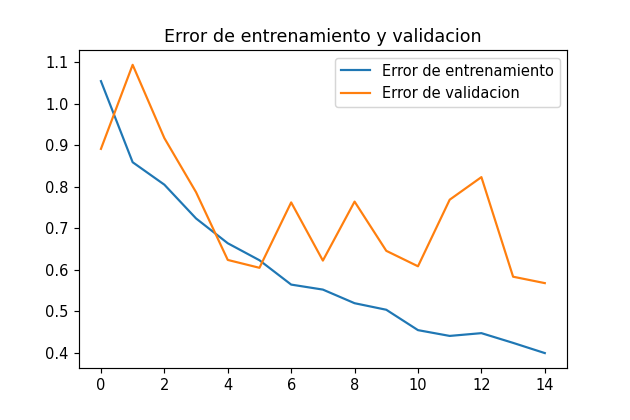 Error de entrenamiento y validacion
Error de entrenamiento
Error de validacion
1.1
1.0
0.9
0.8
0.7
0.6
0.5
0.4
0 2 4 6 8 10 12 14